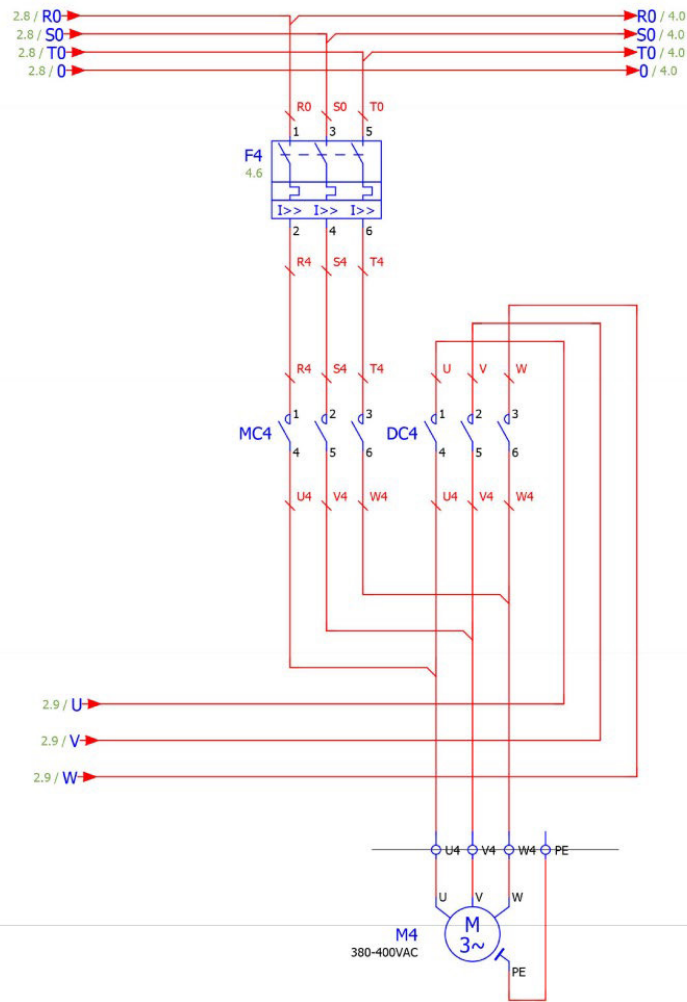 2.8 / R0 R0 / 4.0
2.8 / S0 S0 / 4.0
2.8 / T0 T0 / 4.0
2.8 / 0 0 / 4.0
R0 S0 T0
1 3 5
F4
4.6
I>> I>> I>>
2 4 6
R4 S4 T4
R4 S4 T4 U V W
1 2 3 1 2 3
MC4 DC4
4 5 6 4 5 6
U4 V4 W4 U4 V4 W4
2.9 / U
2.9 / V
2.9 / W
U4 V4 W4 PE
U V W
M4 M
3~
380-400VAC
PE